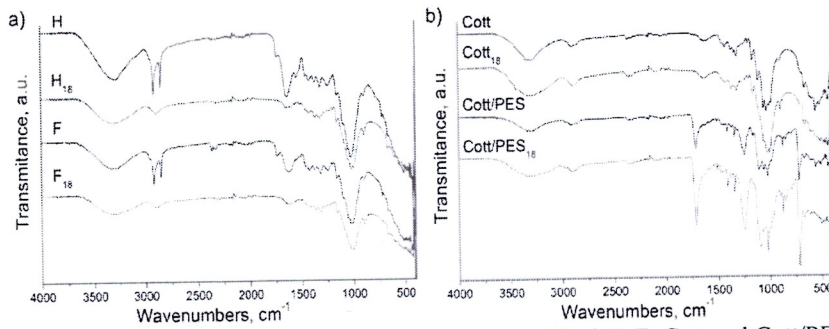 a)
H
H18
F
F18
Transmitance, a.u.
4000 3500 3000 2500 2000 1500 1000 500
Wavenumbers, cm-1
b)
Cott
Cott18
Cott/PES
Cott/PES18
Transmitance, a.u.
4000 3500 3000 2500 2000 1500 1000 500
Wavenumbers, cm-1